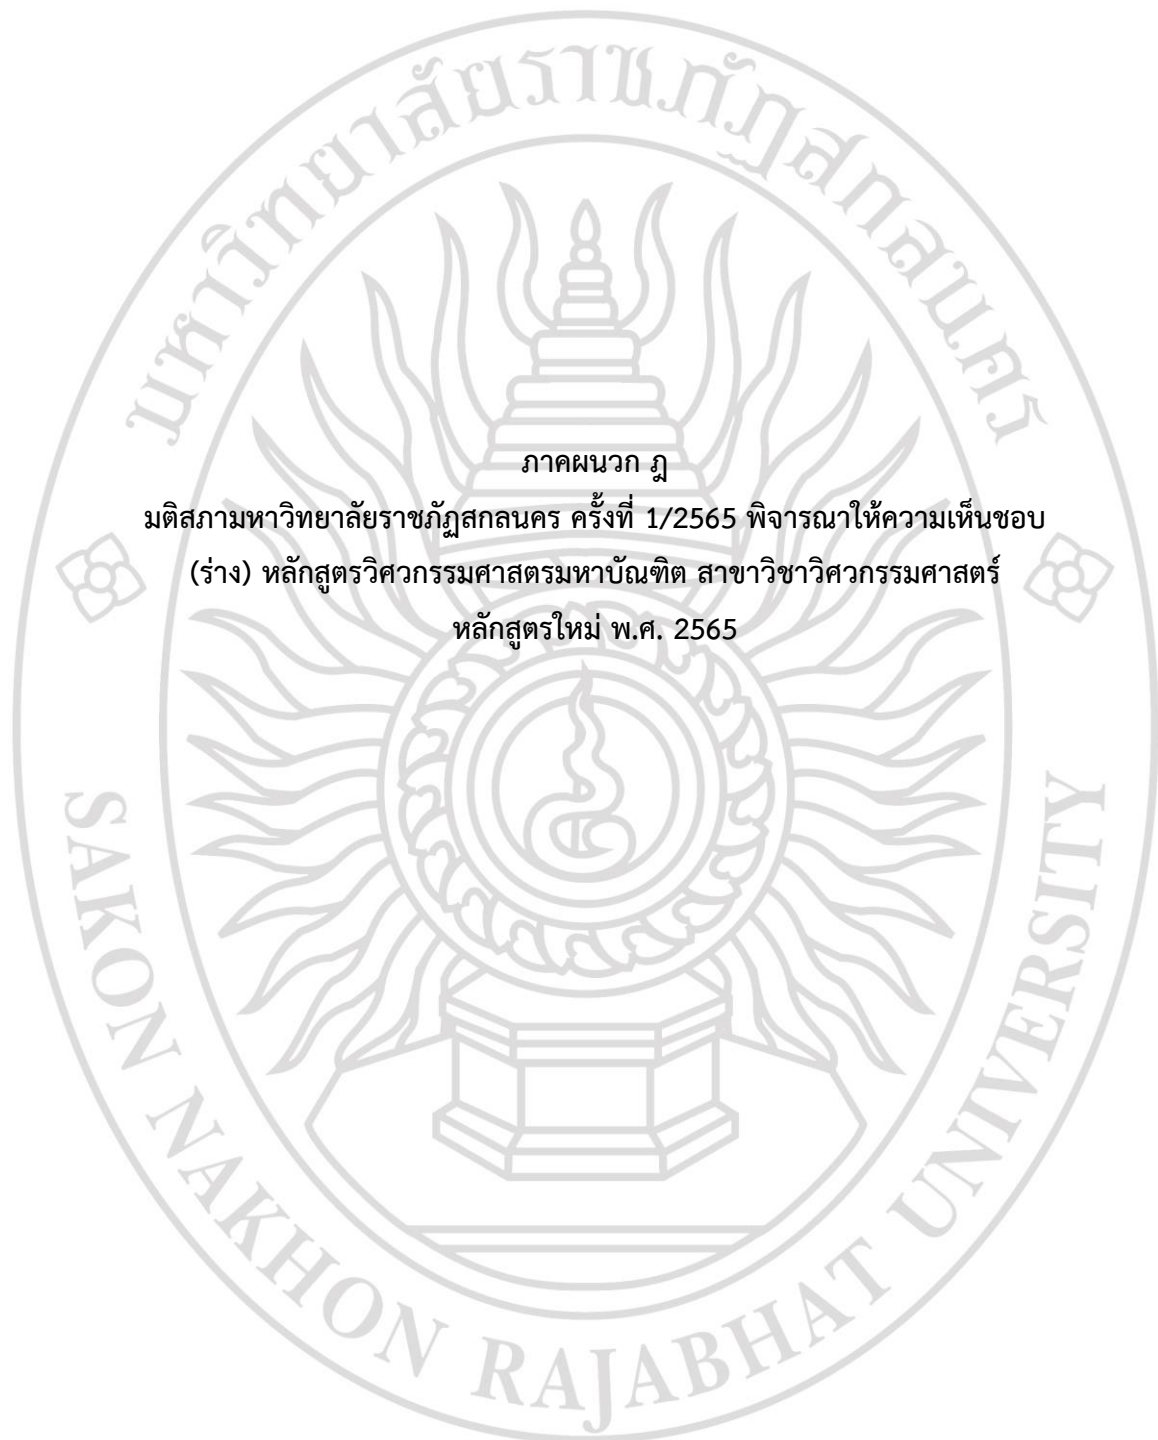 มหาวิทยาลัยราชภัฏสกลนคร
ภาคผนวก ฎ
มติสภามหาวิทยาลัยราชภัฏสกลนคร ครั้งที่ 1/2565 พิจารณาให้ความเห็นชอบ
(ร่าง) หลักสูตรวิศวกรรมศาสตรมหาบัณฑิต สาขาวิชาวิศวกรรมศาสตร์
หลักสูตรใหม่ พ.ศ. 2565
SAKON NAKHON RAJABHAT UNIVERSITY